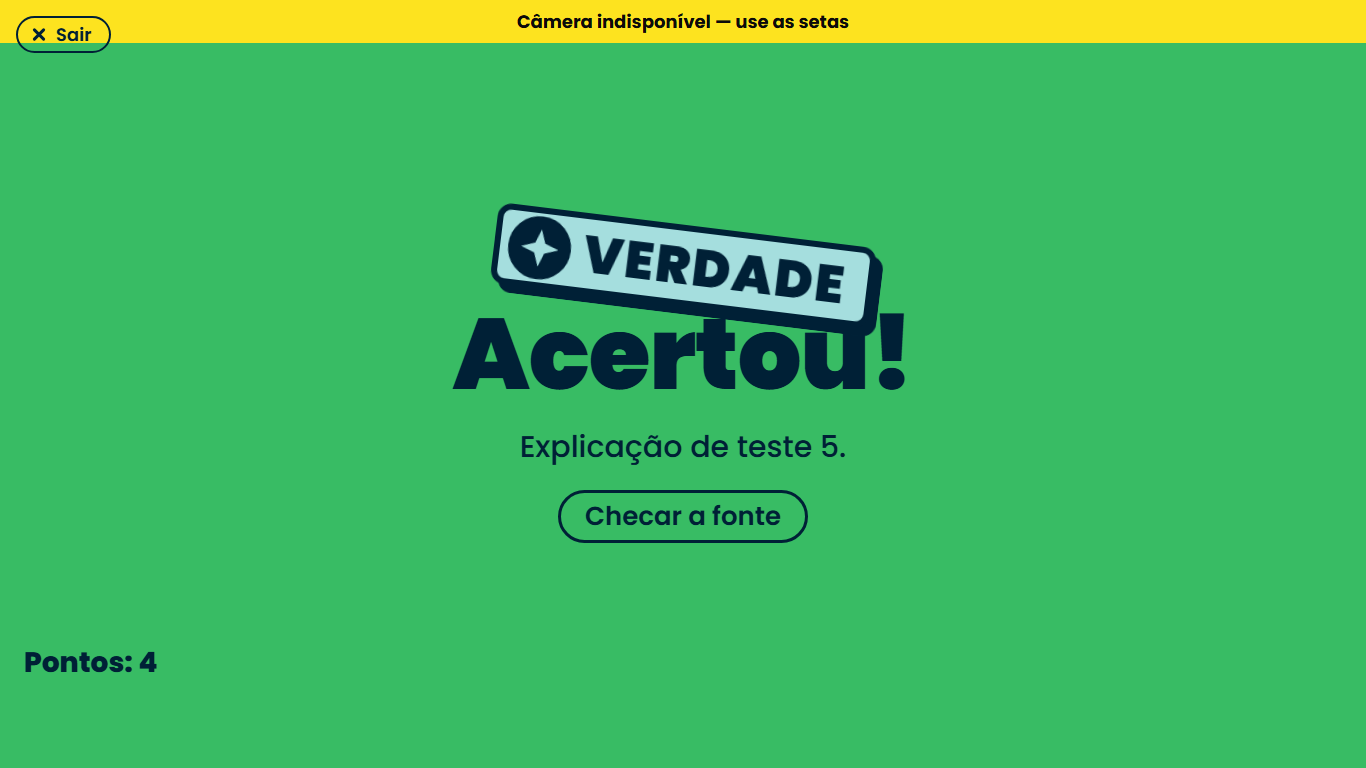 Câmera indisponível — use as setas
Sair
VERDADE
Acertou!
Explicação de teste 5.
Checar a fonte
Pontos: 4